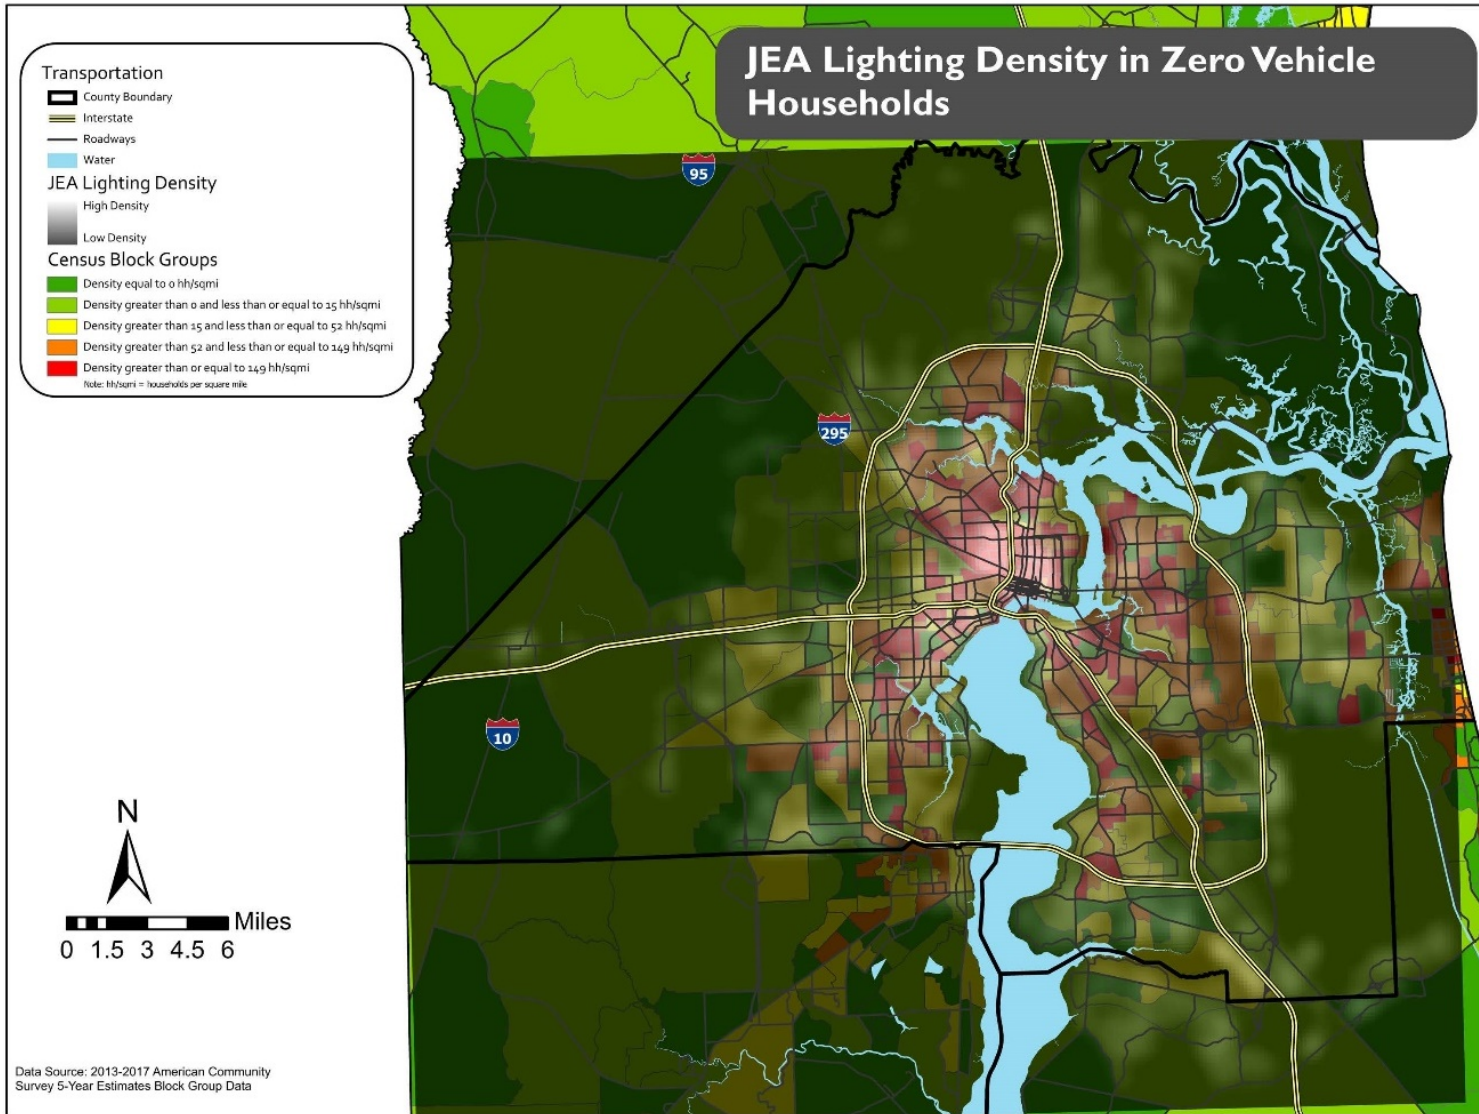 JEA Lighting Density in Zero Vehicle
Households
Transportation
County Boundary
Interstate
Roadways
Water
JEA Lighting Density
High Density
Low Density
Census Block Groups
Density equal to 0 hh/sqmi
Density greater than 0 and less than or equal to 15 hh/sqmi
Density greater than 15 and less than or equal to 52 hh/sqmi
Density greater than 52 and less than or equal to 149 hh/sqmi
Density greater than or equal to 149 hh/sqmi
Note: hh/sqmi = households per square mile
95
295
10
N
Miles
0 1.5 3 4.5 6
Data Source: 2013-2017 American Community
Survey 5-Year Estimates Block Group Data